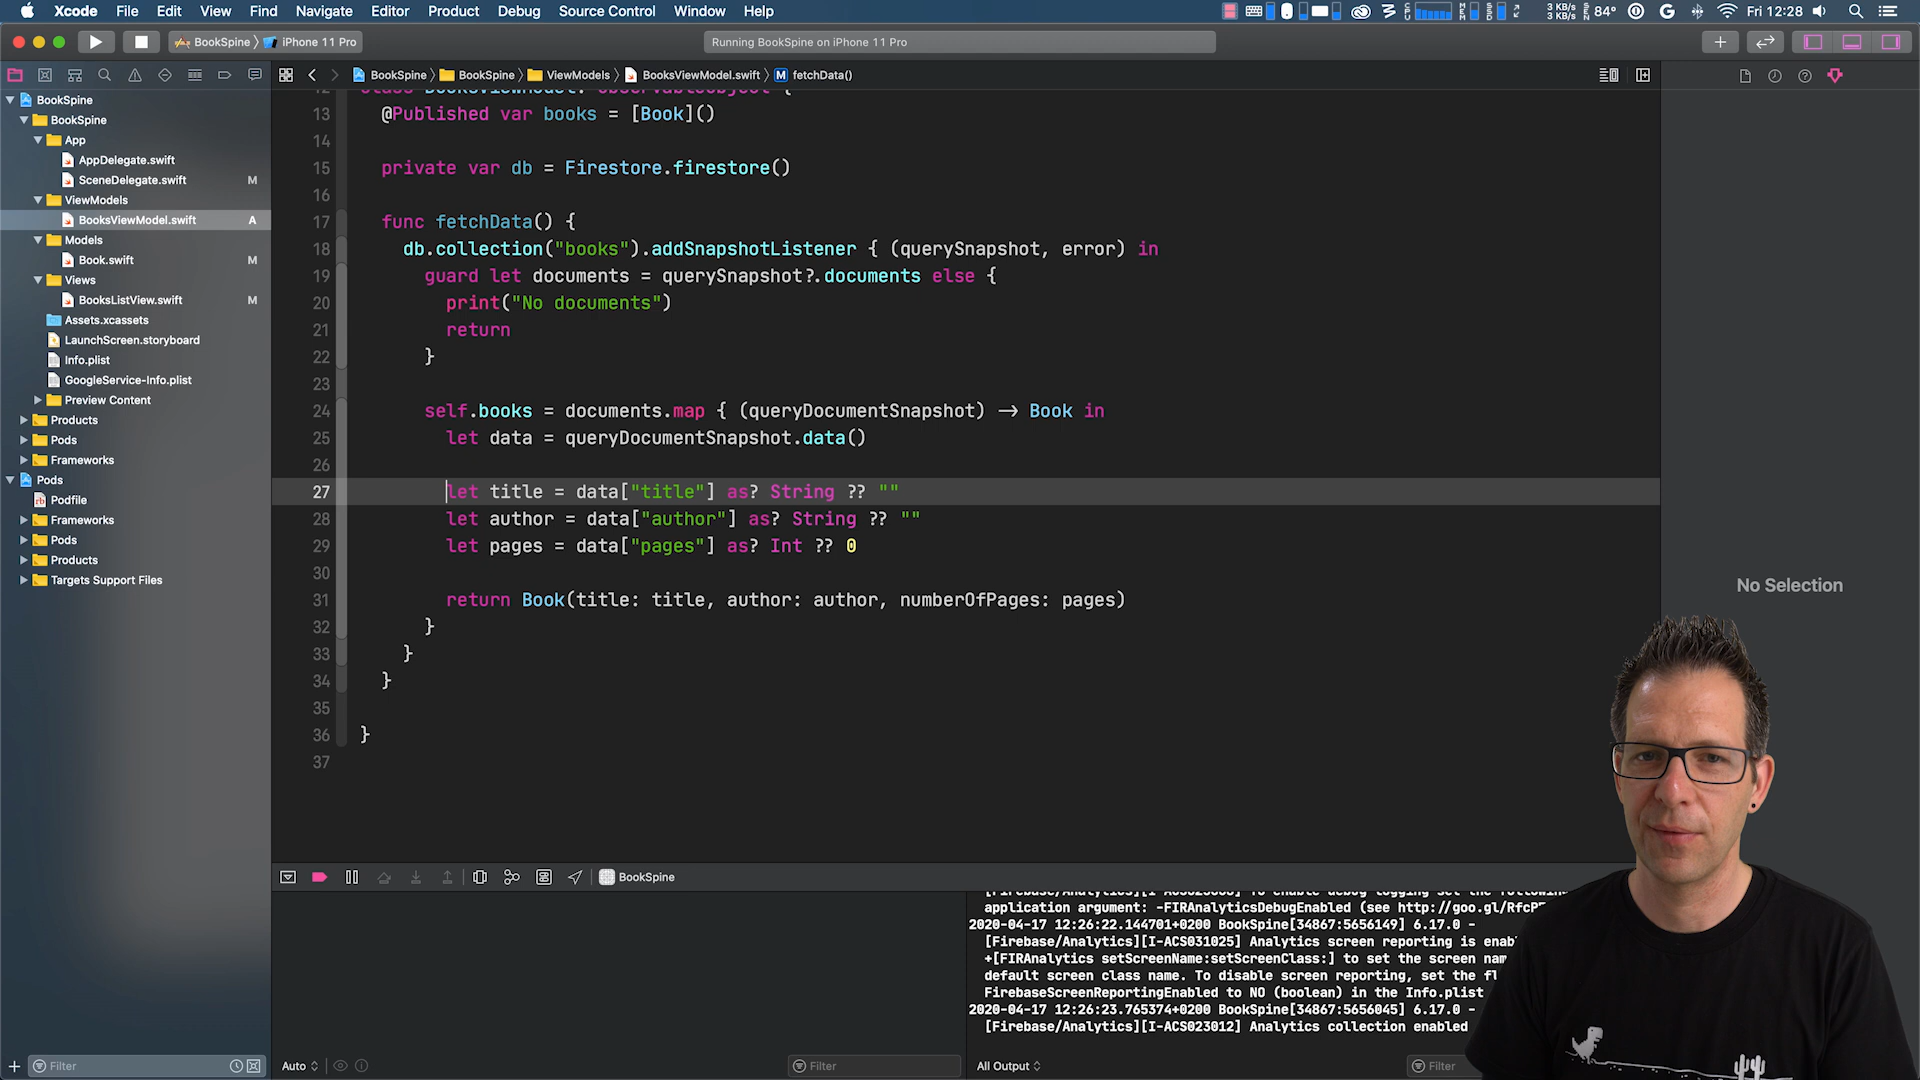 Xcode File Edit View Find Navigate Editor Product Debug Source Control Window Help
3 KB/s
3 KB/s
84°
Fri 12:28
BookSpine iPhone 11 Pro
Running BookSpine on iPhone 11 Pro
BookSpine BookSpine ViewModels BooksViewModel.swift M fetchData()
BookSpine
BookSpine
App
AppDelegate.swift
SceneDelegate.swift M
ViewModels
BooksViewModel.swift A
Models
Book.swift M
Views
BooksListView.swift M
Assets.xcassets
LaunchScreen.storyboard
Info.plist
GoogleService-Info.plist
Preview Content
Products
Pods
Frameworks
Pods
Podfile
Frameworks
Pods
Products
Targets Support Files
Filter
12 class BooksViewModel: ObservableObject {
13 @Published var books = [Book]()
14
15 private var db = Firestore.firestore()
16
17 func fetchData() {
18 db.collection("books").addSnapshotListener { (querySnapshot, error) in
19 guard let documents = querySnapshot?.documents else {
20 print("No documents")
21 return
22 }
23
24 self.books = documents.map { (queryDocumentSnapshot) -> Book in
25 let data = queryDocumentSnapshot.data()
26
27 let title = data["title"] as? String ?? ""
28 let author = data["author"] as? String ?? ""
29 let pages = data["pages"] as? Int ?? 0
30
31 return Book(title: title, author: author, numberOfPages: pages)
32 }
33 }
34 }
35
36 }
37
No Selection
BookSpine
application argument: -FIRAnalyticsDebugEnabled (see http://goo.gl/RfcP
2020-04-17 12:26:22.144701+0200 BookSpine[34867:5656149] 6.17.0 -
[Firebase/Analytics][I-ACS031025] Analytics screen reporting is enab
+[FIRAnalytics setScreenName:setScreenClass:] to set the screen nam
default screen class name. To disable screen reporting, set the fl
FirebaseScreenReportingEnabled to NO (boolean) in the Info.plist
2020-04-17 12:26:23.765374+0200 BookSpine[34867:5656045] 6.17.0 -
[Firebase/Analytics][I-ACS023012] Analytics collection enabled
Auto
Filter
All Output
Filter